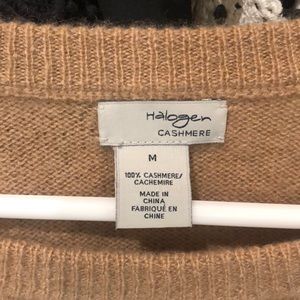 Halogen
CASHMERE
M
100% CASHMERE/
CACHEMIRE
MADE IN
CHINA
FABRIQUÉ EN
CHINE